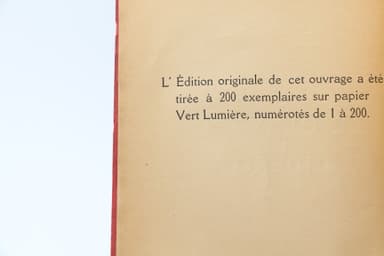 L' Édition originale de cet ouvrage a été
tirée à 200 exemplaires sur papier
Vert Lumière, numérotés de 1 à 200.